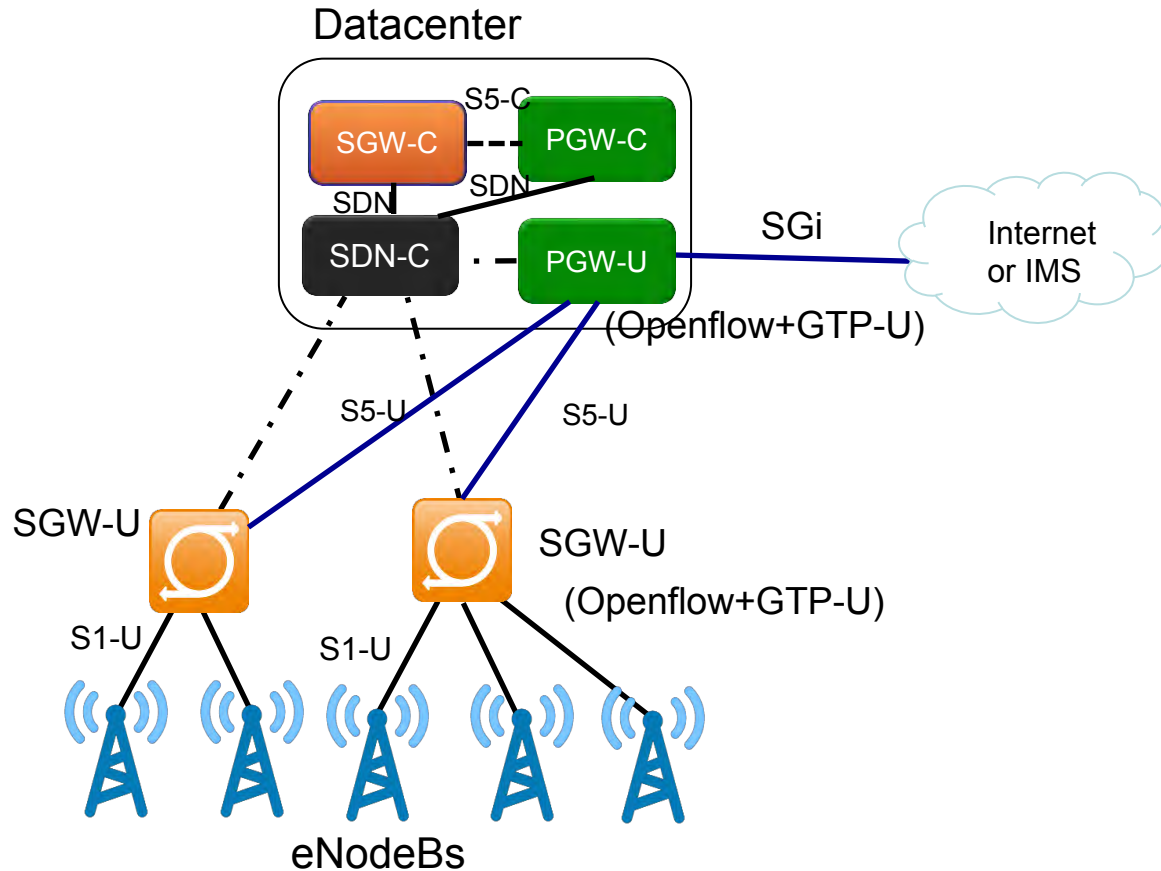 Datacenter
S5-C
SGW-C
PGW-C
SDN
SDN
SDN-C
PGW-U
SGi
Internet
or IMS
(Openflow+GTP-U)
S5-U
S5-U
SGW-U
SGW-U
(Openflow+GTP-U)
S1-U
S1-U
eNodeBs